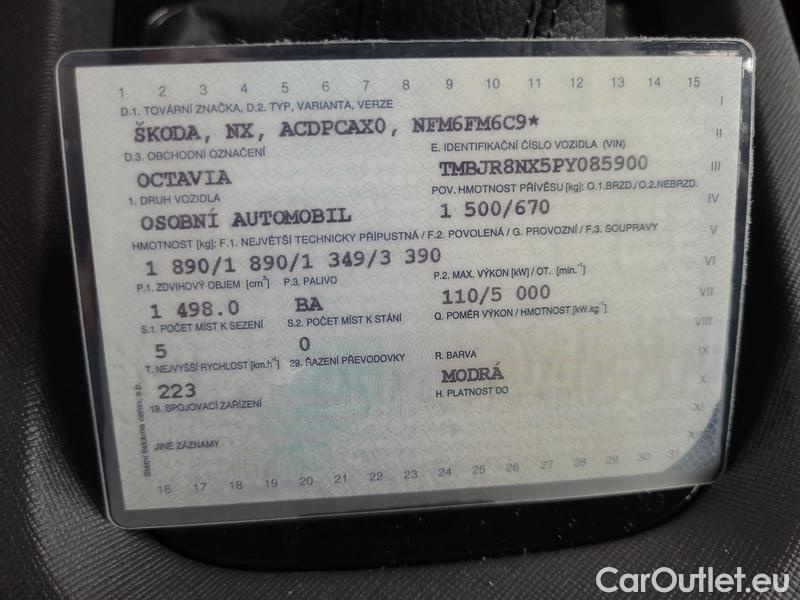 1 2 3 4 5 6 7 8 9 10 11 12 13 14 15
D.1. TOVÁRNÍ ZNAČKA, D.2. TYP, VARIANTA, VERZE
I
ŠKODA, NX, ACDPCAX0, NFM6FM6C9*
II
D.3. OBCHODNÍ OZNAČENÍ
E. IDENTIFIKAČNÍ ČÍSLO VOZIDLA (VIN)
OCTAVIA
TMBJR8NX5PY085900
III
1. DRUH VOZIDLA
POV. HMOTNOST PŘÍVĚSU [kg]: O.1.BRZD./O.2.NEBRZD.
OSOBNÍ AUTOMOBIL
1 500/670
IV
HMOTNOST [kg]: F.1. NEJVĚTŠÍ TECHNICKY PŘÍPUSTNÁ / F.2. POVOLENÁ / G. PROVOZNÍ / F.3. SOUPRAVY
V
1 890/1 890/1 349/3 390
VI
P.1. ZDVIHOVÝ OBJEM [cm³]
P.3. PALIVO
P.2. MAX. VÝKON [kW] / OT. [min.⁻¹]
1 498.0
BA
110/5 000
VII
S.1. POČET MÍST K SEZENÍ
S.2. POČET MÍST K STÁNÍ
Q. POMĚR VÝKON / HMOTNOST [kW.kg⁻¹]
VIII
5
0
T. NEJVYŠŠÍ RYCHLOST [km.h⁻¹]
29. ŘAZENÍ PŘEVODOVKY
R. BARVA
IX
223
MODRÁ
X
18. SPOJOVACÍ ZAŘÍZENÍ
H. PLATNOST DO
XI
JINÉ ZÁZNAMY
Státní tiskárna cenin, s.p.
16 17 18 19 20 21 22 23 24 25 26 27 28 29 30 31
CarOutlet.eu